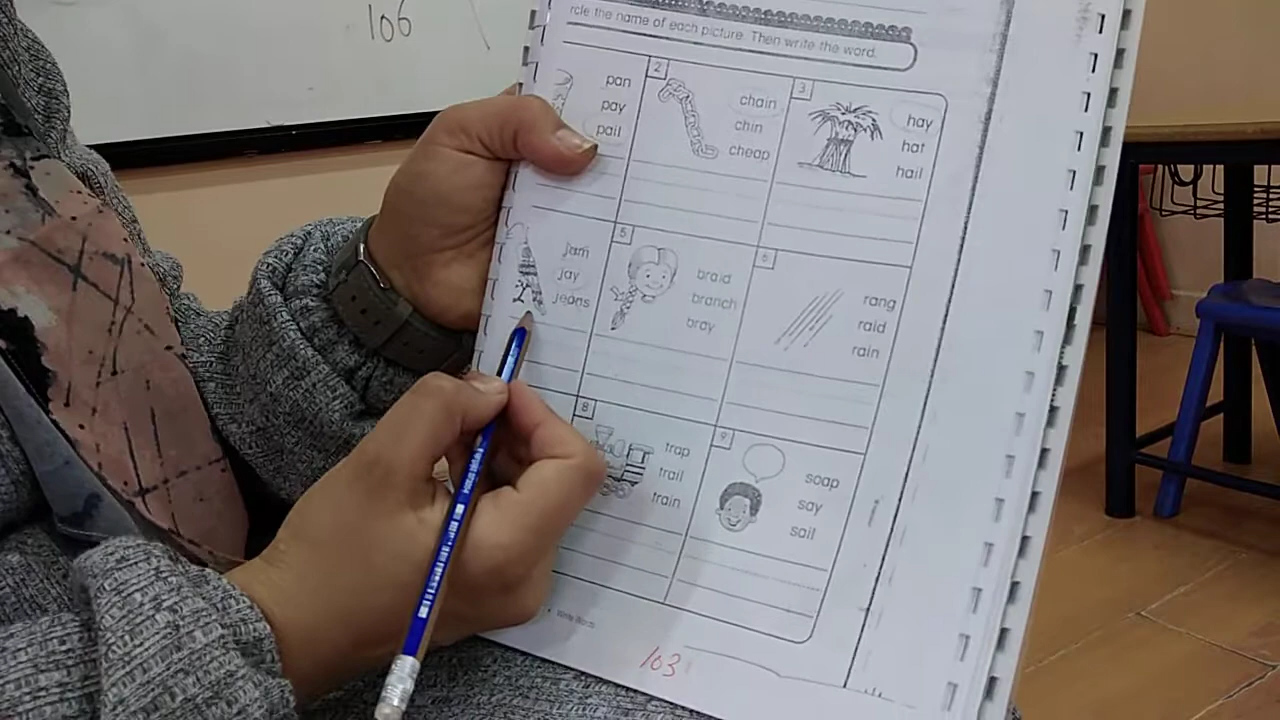 106
rcle the name of each picture. Then write the word.
pan
pay
pail
2
chain
chin
cheap
3
hay
hat
hail
jam
jay
jeans
5
braid
branch
bray
6
rang
raid
rain
8
trap
trail
train
9
soap
say
sail
• Write Words
103